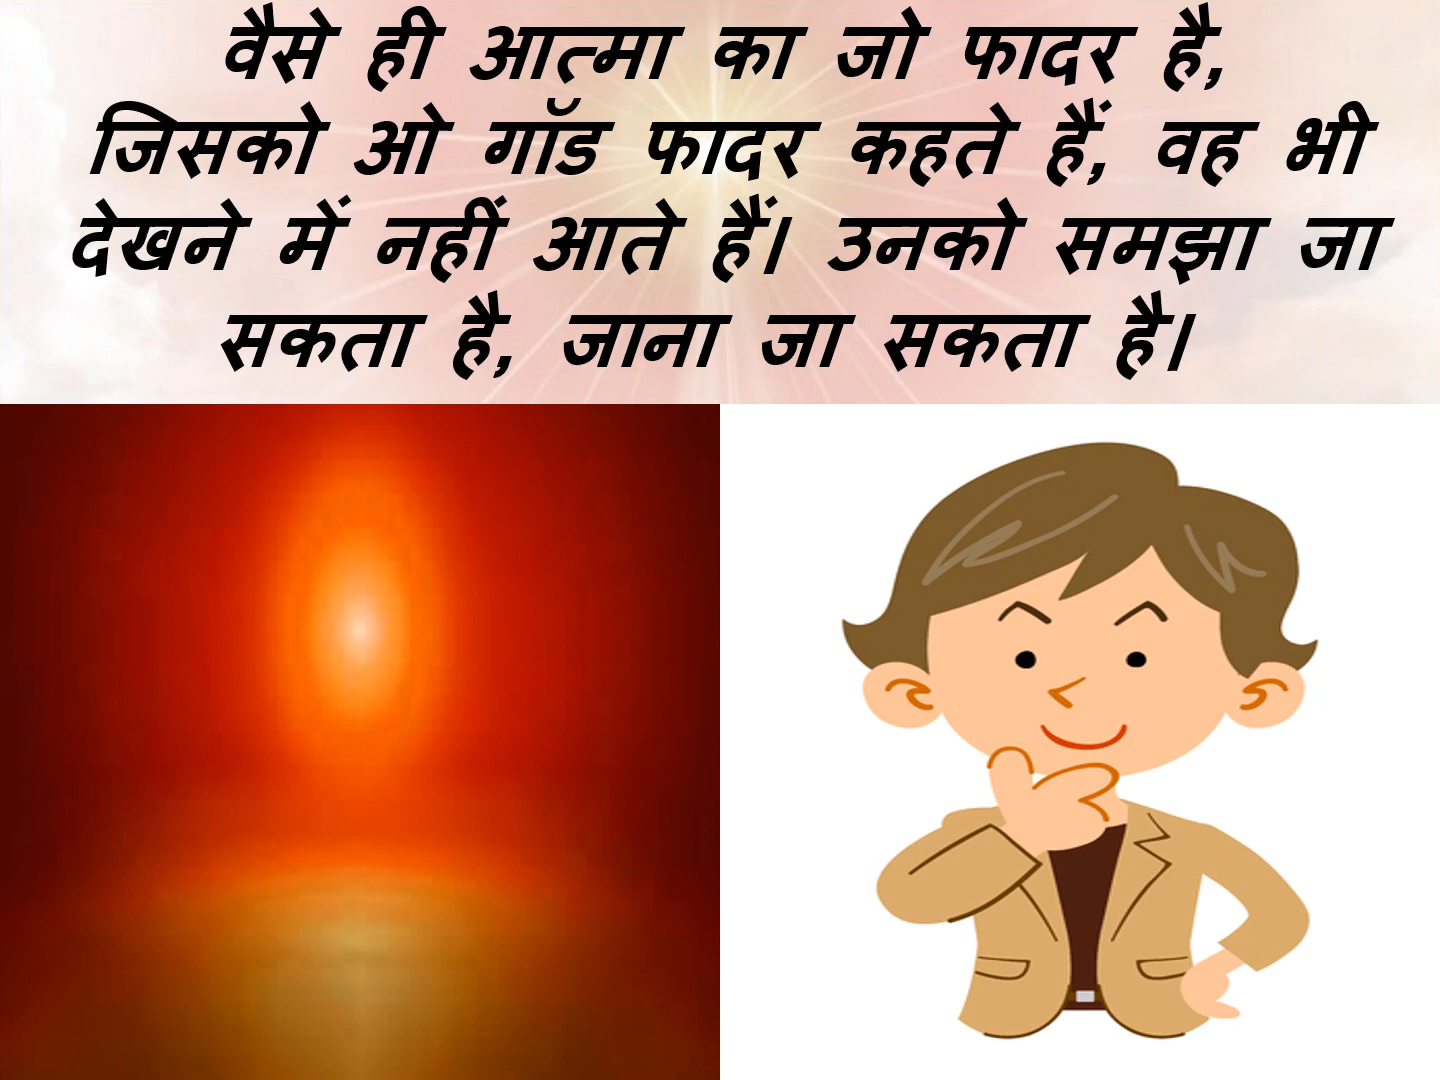 वैसे ही आत्मा का जो फादर है,
जिसको ओ गॉड फादर कहते हैं, वह भी
देखने में नहीं आते हैं। उनको समझा जा
सकता है, जाना जा सकता है।